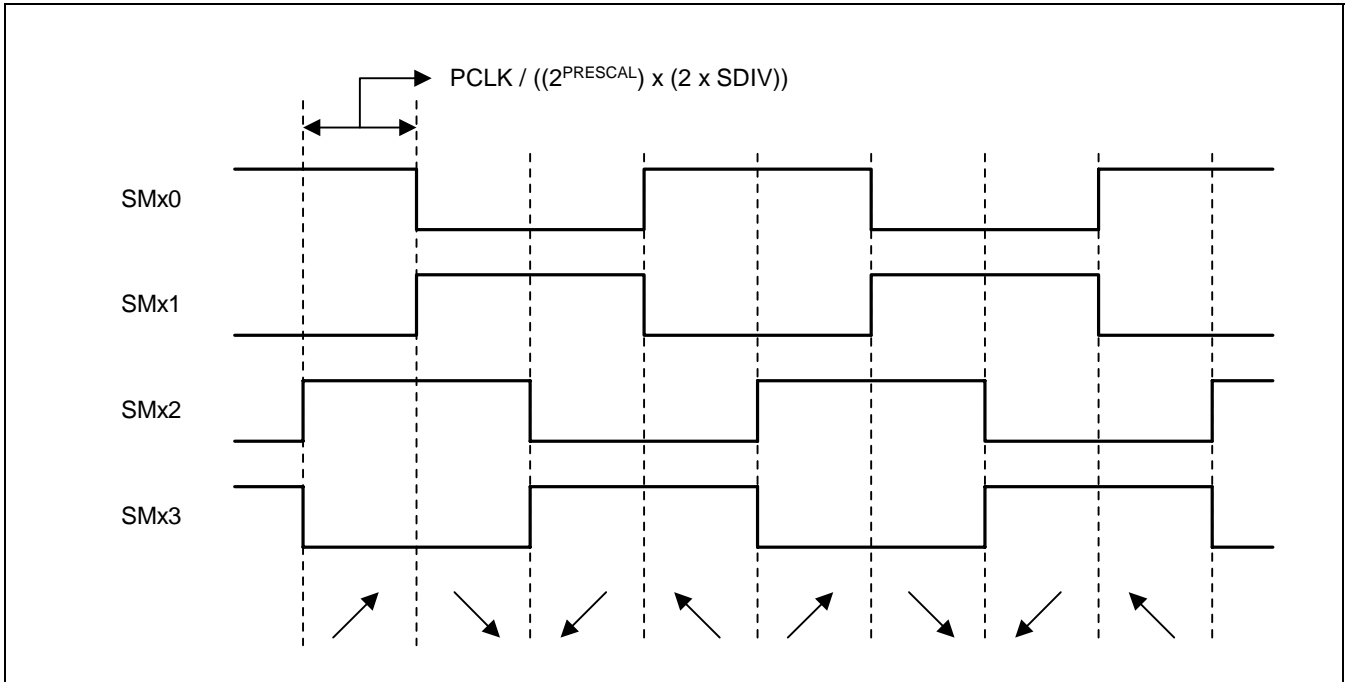 PCLK / ((2^PRESCAL) x (2 x SDIV))
SMx0
SMx1
SMx2
SMx3